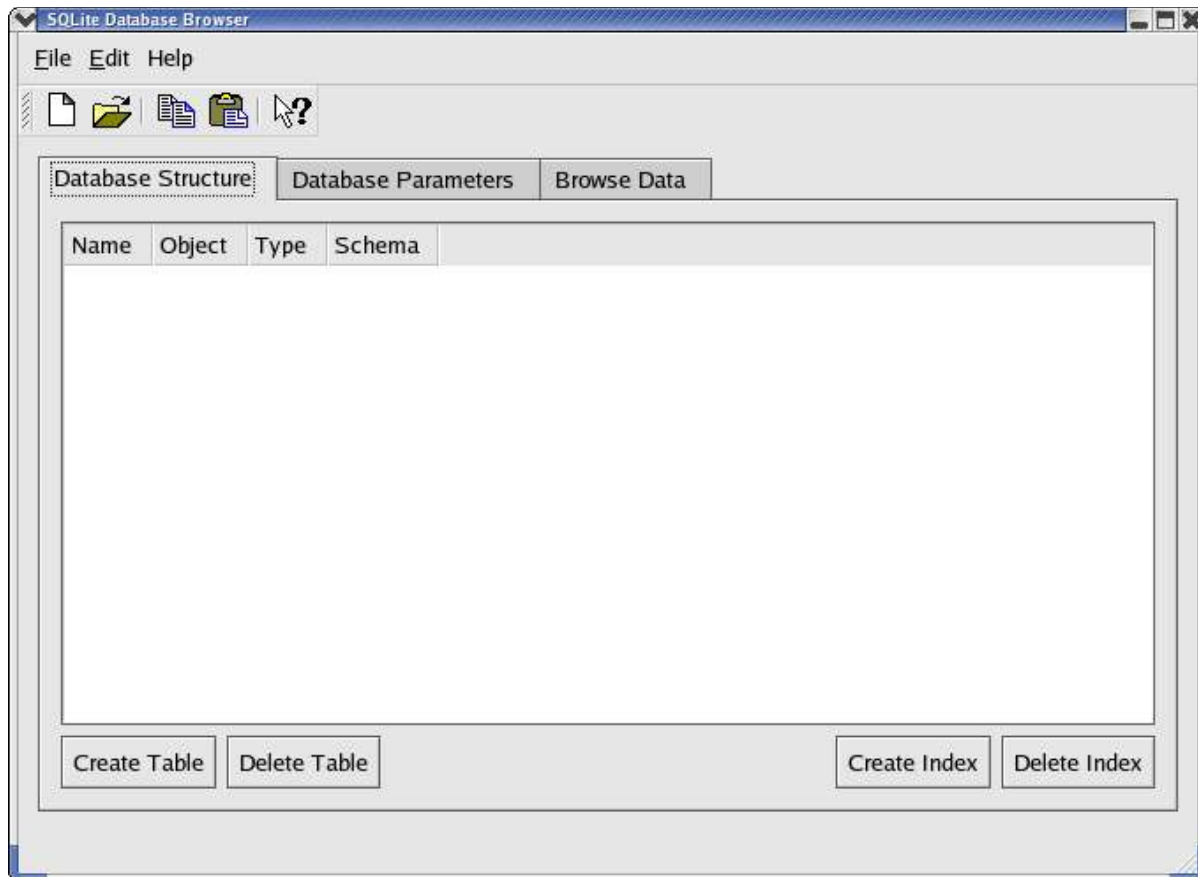 SQLite Database Browser
File Edit Help
?
Database Structure Database Parameters Browse Data
Name Object Type Schema
Create Table Delete Table Create Index Delete Index